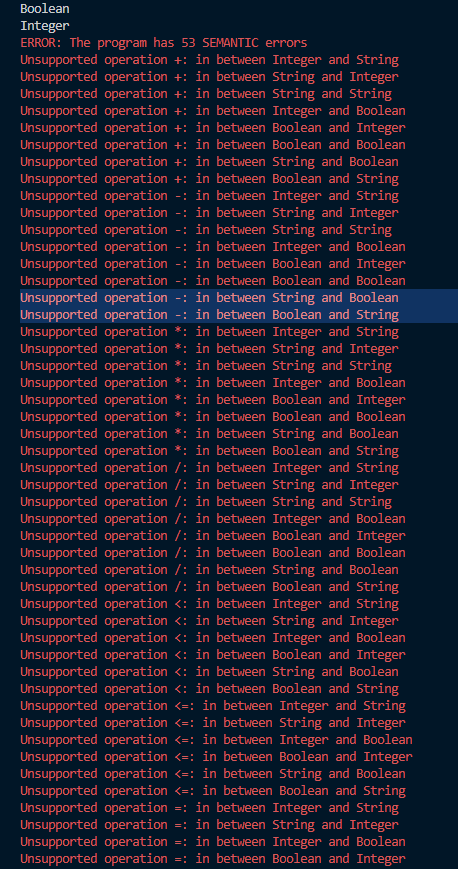 Boolean
Integer
ERROR: The program has 53 SEMANTIC errors
Unsupported operation +: in between Integer and String
Unsupported operation +: in between String and Integer
Unsupported operation +: in between String and String
Unsupported operation +: in between Integer and Boolean
Unsupported operation +: in between Boolean and Integer
Unsupported operation +: in between Boolean and Boolean
Unsupported operation +: in between String and Boolean
Unsupported operation +: in between Boolean and String
Unsupported operation -: in between Integer and String
Unsupported operation -: in between String and Integer
Unsupported operation -: in between String and String
Unsupported operation -: in between Integer and Boolean
Unsupported operation -: in between Boolean and Integer
Unsupported operation -: in between Boolean and Boolean
Unsupported operation -: in between String and Boolean
Unsupported operation -: in between Boolean and String
Unsupported operation *: in between Integer and String
Unsupported operation *: in between String and Integer
Unsupported operation *: in between String and String
Unsupported operation *: in between Integer and Boolean
Unsupported operation *: in between Boolean and Integer
Unsupported operation *: in between Boolean and Boolean
Unsupported operation *: in between String and Boolean
Unsupported operation *: in between Boolean and String
Unsupported operation /: in between Integer and String
Unsupported operation /: in between String and Integer
Unsupported operation /: in between String and String
Unsupported operation /: in between Integer and Boolean
Unsupported operation /: in between Boolean and Integer
Unsupported operation /: in between Boolean and Boolean
Unsupported operation /: in between String and Boolean
Unsupported operation /: in between Boolean and String
Unsupported operation <: in between Integer and String
Unsupported operation <: in between String and Integer
Unsupported operation <: in between Integer and Boolean
Unsupported operation <: in between Boolean and Integer
Unsupported operation <: in between String and Boolean
Unsupported operation <: in between Boolean and String
Unsupported operation <=: in between Integer and String
Unsupported operation <=: in between String and Integer
Unsupported operation <=: in between Integer and Boolean
Unsupported operation <=: in between Boolean and Integer
Unsupported operation <=: in between String and Boolean
Unsupported operation <=: in between Boolean and String
Unsupported operation =: in between Integer and String
Unsupported operation =: in between String and Integer
Unsupported operation =: in between Integer and Boolean
Unsupported operation =: in between Boolean and Integer